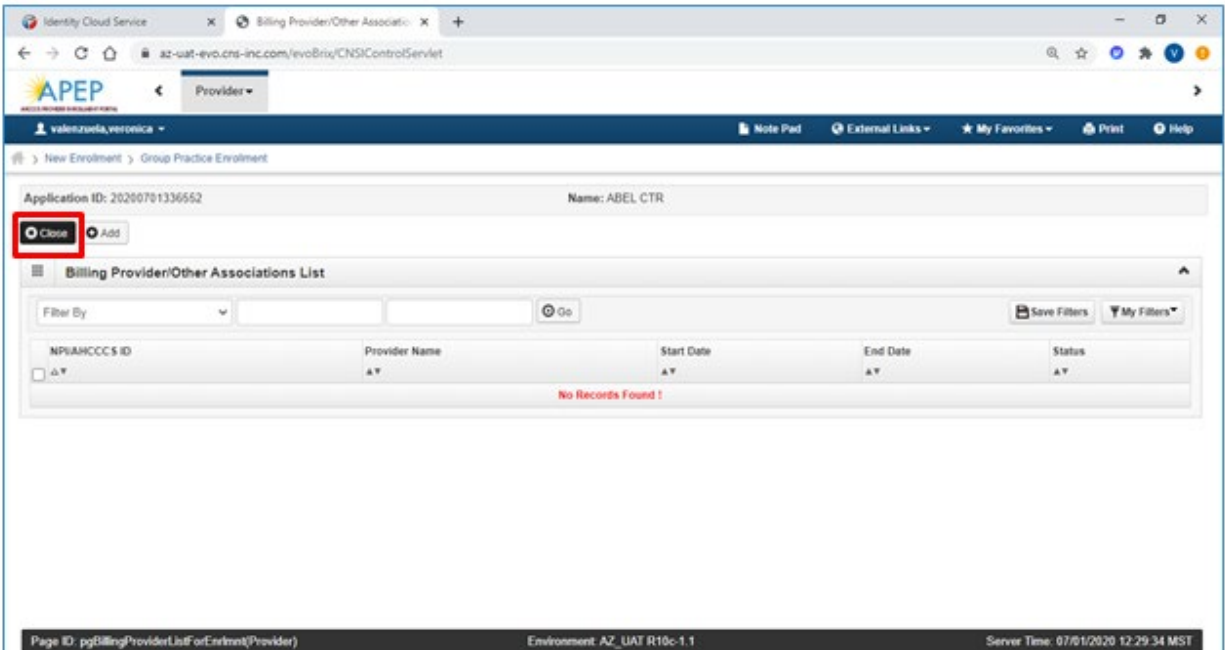 Identity Cloud Service × Billing Provider/Other Associatio × +
az-uat-evo.cns-inc.com/evoBrix/CNSIControlServlet
APEP Provider
valenzuela,veronica Note Pad External Links My Favorites Print Help
> New Enrolment > Group Practice Enrolment
Application ID: 20200701336552 Name: ABEL CTR
Close Add
Billing Provider/Other Associations List
Filter By Go Save Filters My Filters
NPI/AHCCCS ID Provider Name Start Date End Date Status
No Records Found !
Page ID: pgBillingProviderListForEnrlmnt(Provider) Environment: AZ_UAT R10c-1.1 Server Time: 07/01/2020 12:29:34 MST